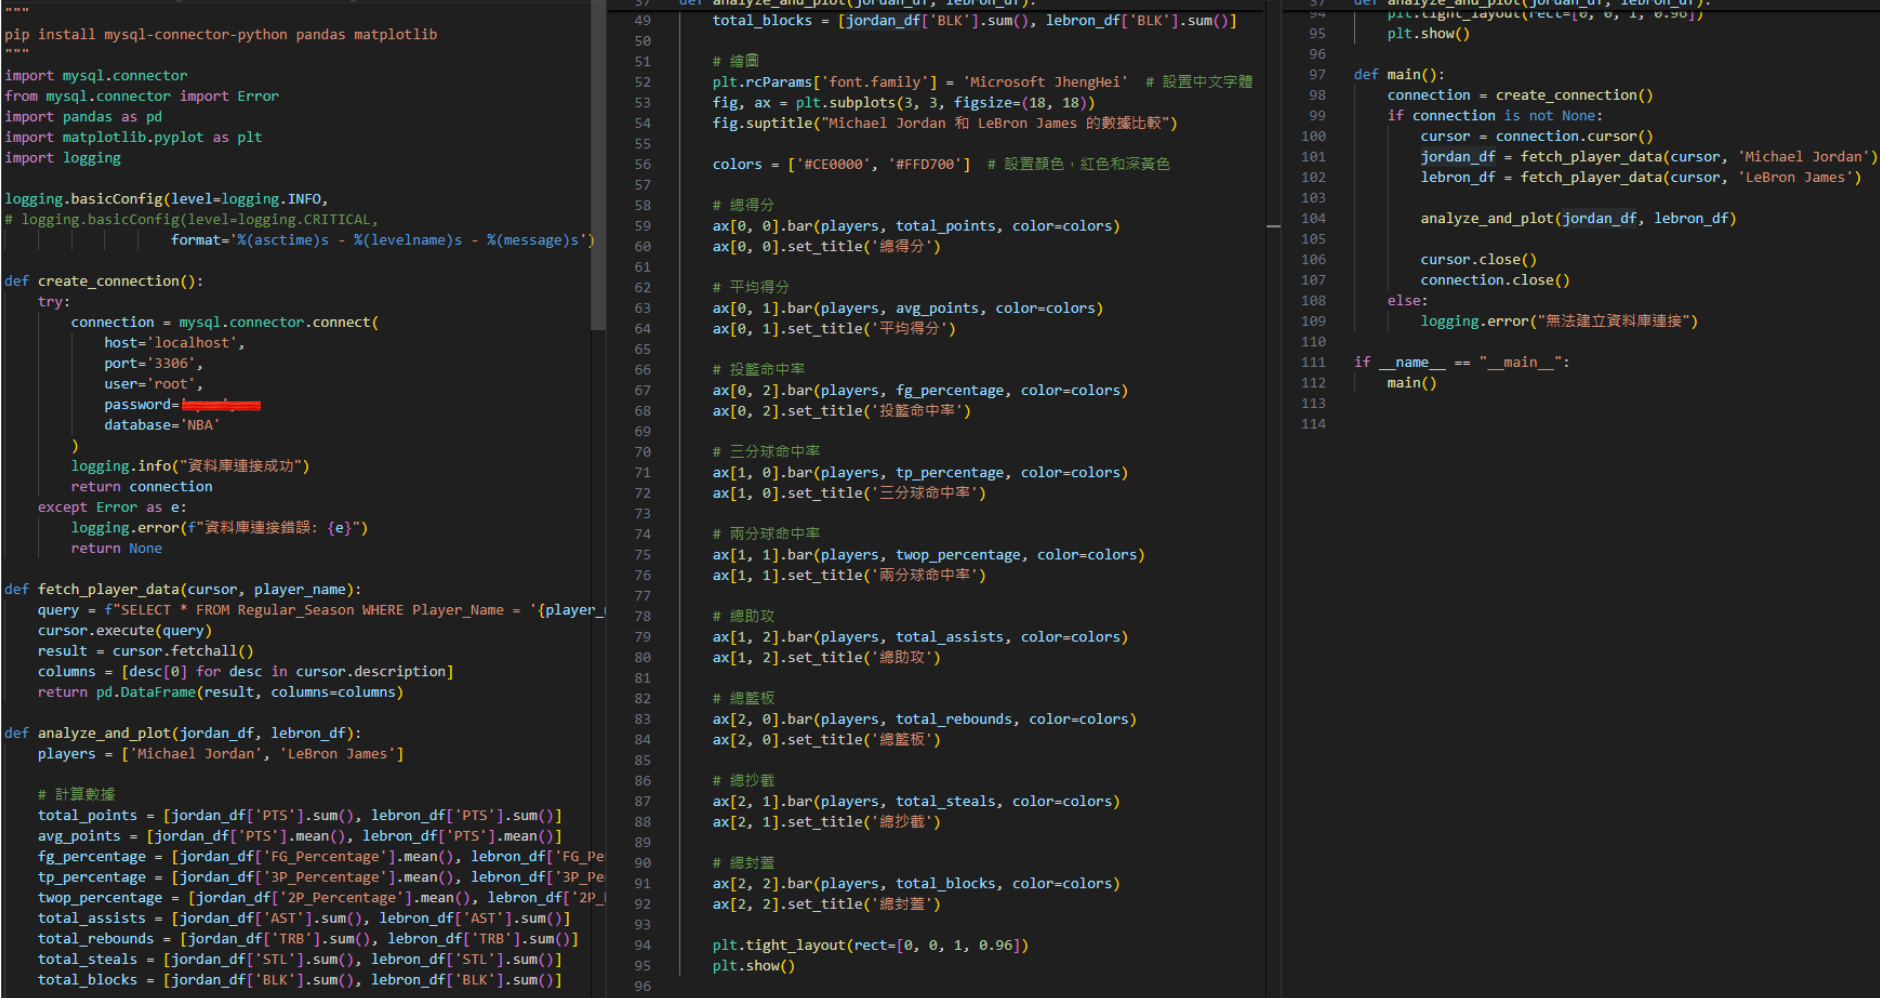 """
pip install mysql-connector-python pandas matplotlib
"""
import mysql.connector
from mysql.connector import Error
import pandas as pd
import matplotlib.pyplot as plt
import logging

logging.basicConfig(level=logging.INFO,
# logging.basicConfig(level=logging.CRITICAL,
                    format='%(asctime)s - %(levelname)s - %(message)s')

def create_connection():
    try:
        connection = mysql.connector.connect(
            host='localhost',
            port='3306',
            user='root',
            password=
            database='NBA'
        )
        logging.info("資料庫連接成功")
        return connection
    except Error as e:
        logging.error(f"資料庫連接錯誤: {e}")
        return None

def fetch_player_data(cursor, player_name):
    query = f"SELECT * FROM Regular_Season WHERE Player_Name = '{player_
    cursor.execute(query)
    result = cursor.fetchall()
    columns = [desc[0] for desc in cursor.description]
    return pd.DataFrame(result, columns=columns)

def analyze_and_plot(jordan_df, lebron_df):
    players = ['Michael Jordan', 'LeBron James']

    # 計算數據
    total_points = [jordan_df['PTS'].sum(), lebron_df['PTS'].sum()]
    avg_points = [jordan_df['PTS'].mean(), lebron_df['PTS'].mean()]
    fg_percentage = [jordan_df['FG_Percentage'].mean(), lebron_df['FG_Pe
    tp_percentage = [jordan_df['3P_Percentage'].mean(), lebron_df['3P_Pe
    twop_percentage = [jordan_df['2P_Percentage'].mean(), lebron_df['2P_
    total_assists = [jordan_df['AST'].sum(), lebron_df['AST'].sum()]
    total_rebounds = [jordan_df['TRB'].sum(), lebron_df['TRB'].sum()]
    total_steals = [jordan_df['STL'].sum(), lebron_df['STL'].sum()]
    total_blocks = [jordan_df['BLK'].sum(), lebron_df['BLK'].sum()]
37 def analyze_and_plot(jordan_df, lebron_df):
49     total_blocks = [jordan_df['BLK'].sum(), lebron_df['BLK'].sum()]
50
51     # 繪圖
52     plt.rcParams['font.family'] = 'Microsoft JhengHei'  # 設置中文字體
53     fig, ax = plt.subplots(3, 3, figsize=(18, 18))
54     fig.suptitle("Michael Jordan 和 LeBron James 的數據比較")
55
56     colors = ['#CE0000', '#FFD700']  # 設置顏色，紅色和深黃色
57
58     # 總得分
59     ax[0, 0].bar(players, total_points, color=colors)
60     ax[0, 0].set_title('總得分')
61
62     # 平均得分
63     ax[0, 1].bar(players, avg_points, color=colors)
64     ax[0, 1].set_title('平均得分')
65
66     # 投籃命中率
67     ax[0, 2].bar(players, fg_percentage, color=colors)
68     ax[0, 2].set_title('投籃命中率')
69
70     # 三分球命中率
71     ax[1, 0].bar(players, tp_percentage, color=colors)
72     ax[1, 0].set_title('三分球命中率')
73
74     # 兩分球命中率
75     ax[1, 1].bar(players, twop_percentage, color=colors)
76     ax[1, 1].set_title('兩分球命中率')
77
78     # 總助攻
79     ax[1, 2].bar(players, total_assists, color=colors)
80     ax[1, 2].set_title('總助攻')
81
82     # 總籃板
83     ax[2, 0].bar(players, total_rebounds, color=colors)
84     ax[2, 0].set_title('總籃板')
85
86     # 總抄截
87     ax[2, 1].bar(players, total_steals, color=colors)
88     ax[2, 1].set_title('總抄截')
89
90     # 總封蓋
91     ax[2, 2].bar(players, total_blocks, color=colors)
92     ax[2, 2].set_title('總封蓋')
93
94     plt.tight_layout(rect=[0, 0, 1, 0.96])
95     plt.show()
96
37 def analyze_and_plot(jordan_df, lebron_df):
94     plt.tight_layout(rect=[0, 0, 1, 0.96])
95     plt.show()
96
97 def main():
98     connection = create_connection()
99     if connection is not None:
100         cursor = connection.cursor()
101         jordan_df = fetch_player_data(cursor, 'Michael Jordan')
102         lebron_df = fetch_player_data(cursor, 'LeBron James')
103
104         analyze_and_plot(jordan_df, lebron_df)
105
106         cursor.close()
107         connection.close()
108     else:
109         logging.error("無法建立資料庫連接")
110
111 if __name__ == "__main__":
112     main()
113
114